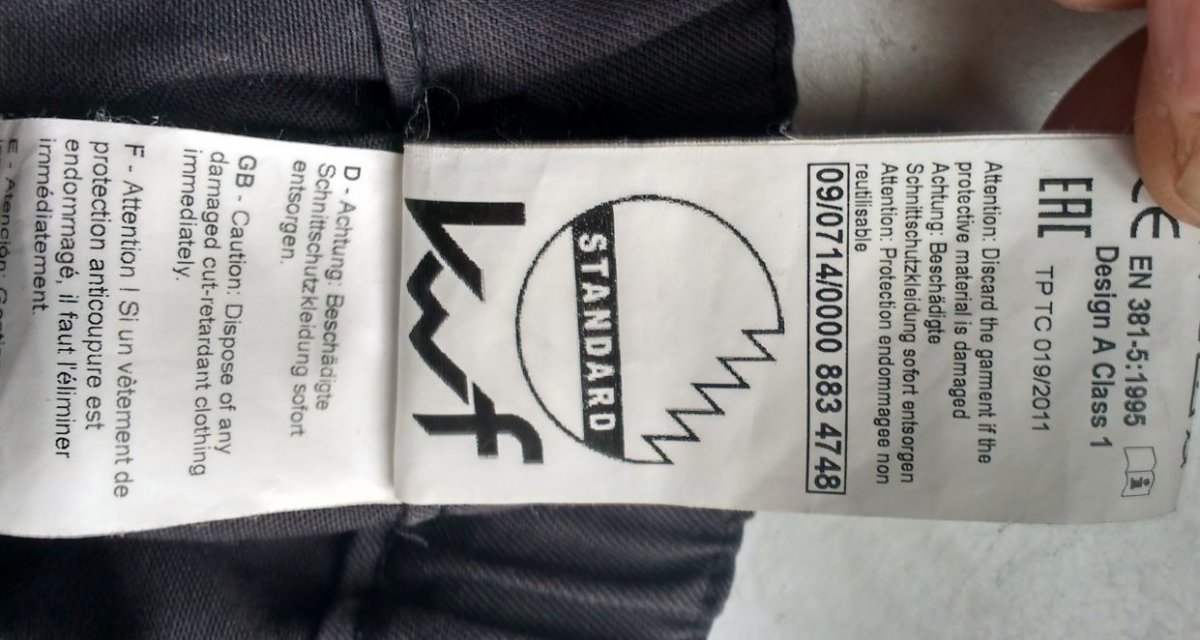 CE EN 381-5:1995
Design A Class 1
EAC TP TC 019/2011
Attention: Discard the garment if the
protective material is damaged
Achtung: Beschädigte
Schnittschutzkleidung sofort entsorgen
Attention: Protection endommagee non
reutilisable
09/0714/0000 883 4748
STANDARD
kwf
D - Achtung: Beschädigte
Schnittschutzkleidung sofort
entsorgen.
GB - Caution: Dispose of any
damaged cut-retardant clothing
immediately.
F - Attention ! Si un vêtement de
protection anticoupure est
endommagé, il faut l'éliminer
immédiatement.
E - Atención: